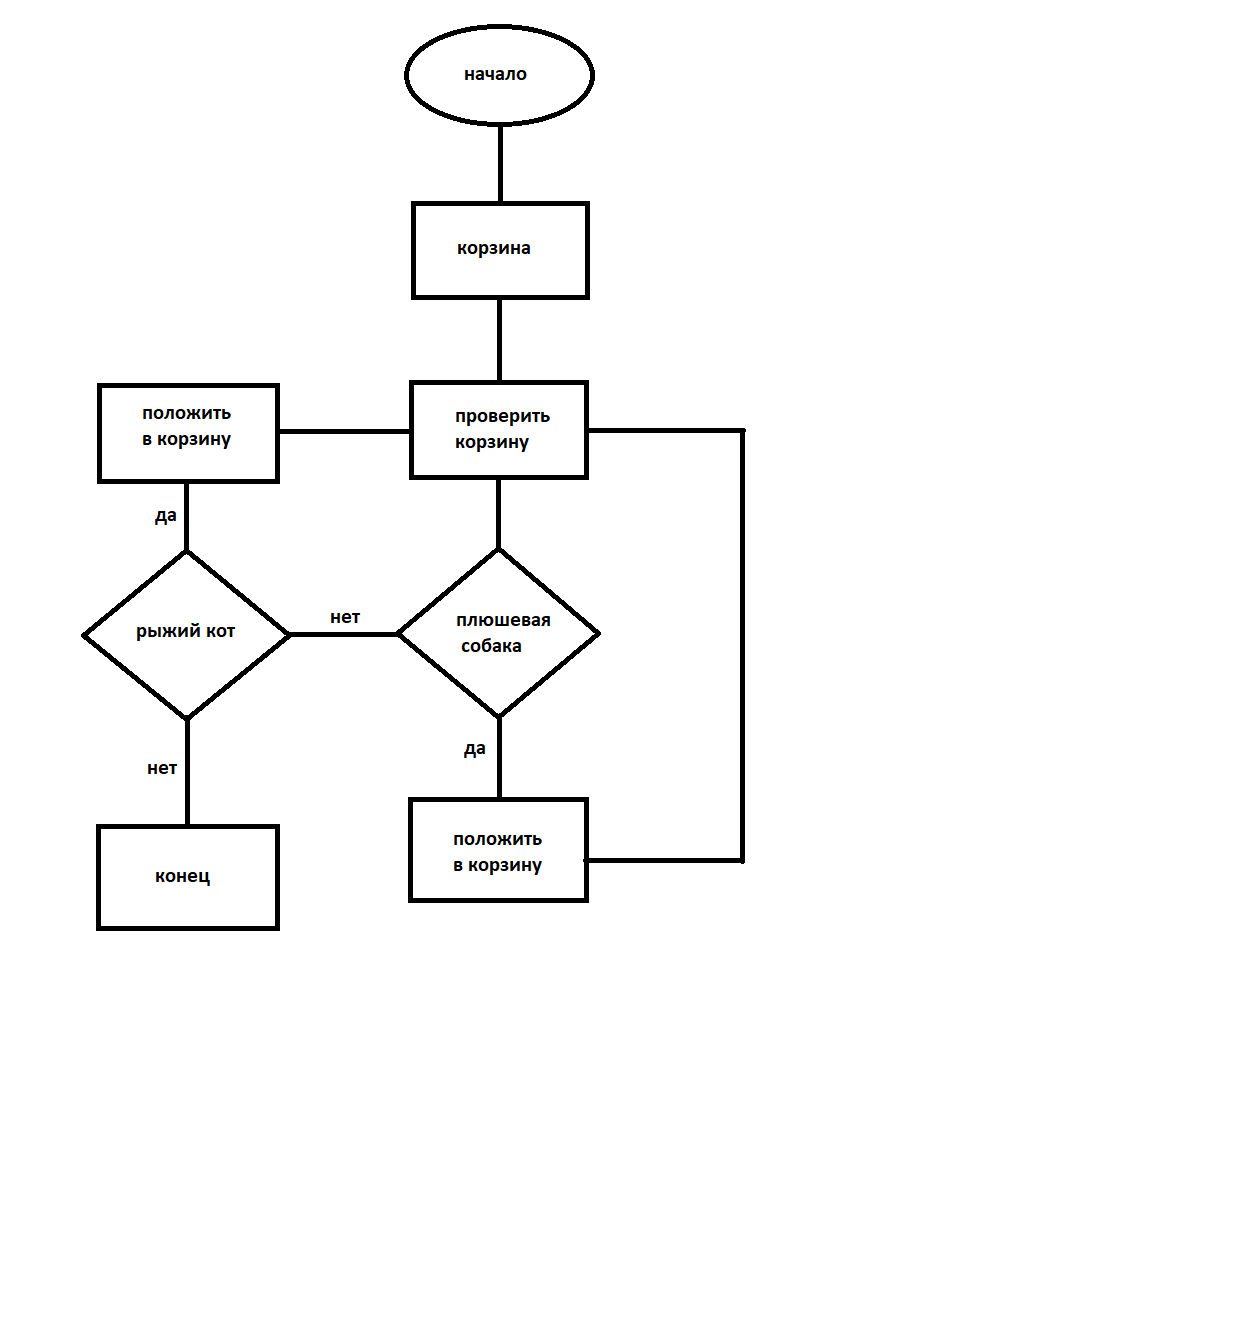 начало
корзина
проверить
корзину
положить
в корзину
да
рыжий кот
нет
плюшевая
собака
да
нет
положить
в корзину
конец